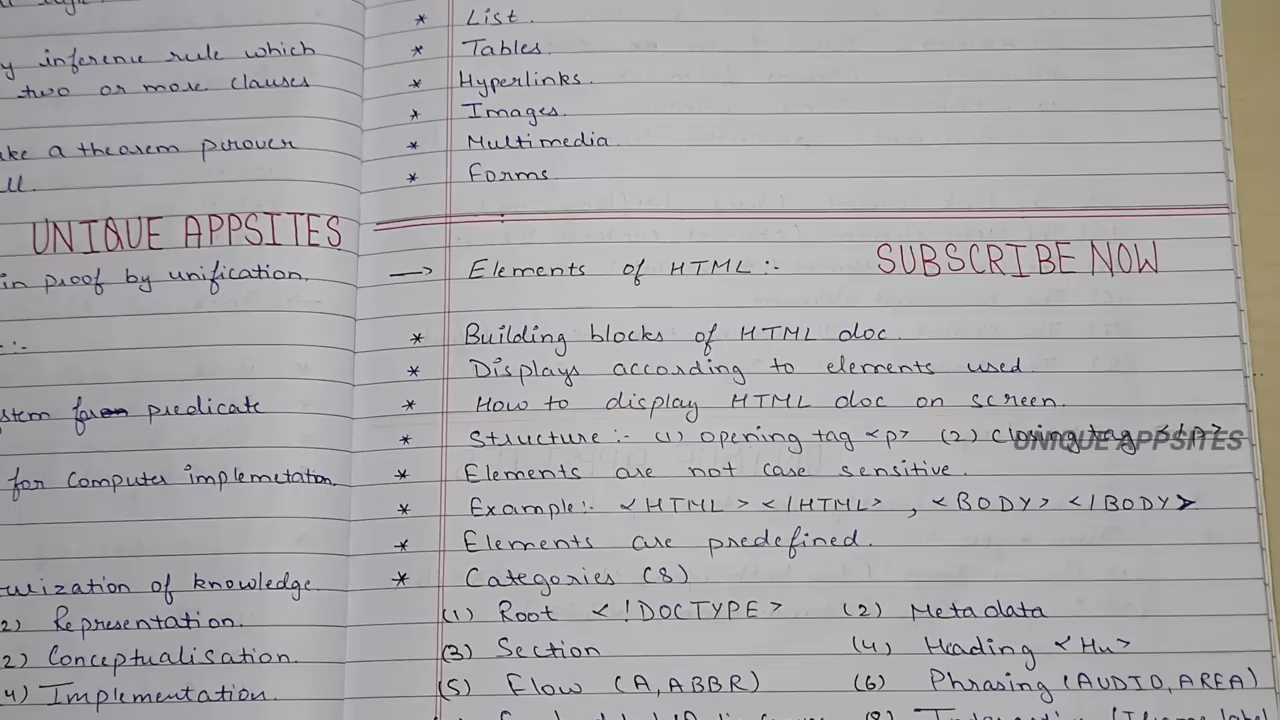 y inference rule which
two or more clauses
ke a theorem prover
ll.
UNIQUE APPSITES
in proof by unification.
stem for predicate
for computer implemetation.
ization of knowledge
2) Representation.
2) Conceptualisation.
4) Implementation.
* List.
* Tables.
* Hyperlinks.
* Images.
* Multimedia.
* Forms.
→ Elements of HTML :-
SUBSCRIBE NOW
* Building blocks of HTML doc.
* Displays according to elements used.
* How to display HTML doc on screen.
* Structure :- (1) opening tag <p> (2) closing tag </p>
UNIQUE APPSITES
* Elements are not case sensitive.
* Example:- <HTML> </HTML> , <BODY> </BODY>
* Elements are predefined.
* Categories (8)
(1) Root <!DOCTYPE> (2) Metadata
(3) Section (4) Heading <Hn>
(5) Flow (A, ABBR) (6) Phrasing (AUDIO, AREA)